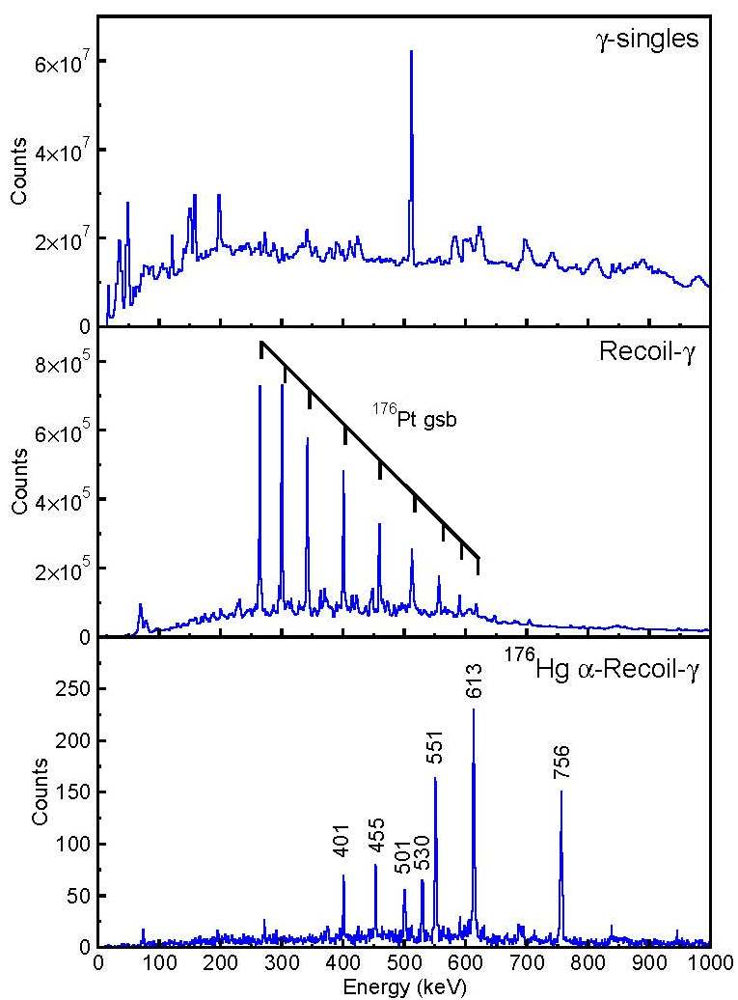 γ-singles
6×10⁷
4×10⁷
2×10⁷
0
Counts
Recoil-γ
¹⁷⁶Pt gsb
8×10⁵
6×10⁵
4×10⁵
2×10⁵
0
Counts
¹⁷⁶Hg α-Recoil-γ
250
200
150
100
50
0
Counts
401
455
501
530
551
613
756
0 100 200 300 400 500 600 700 800 900 1000
Energy (keV)